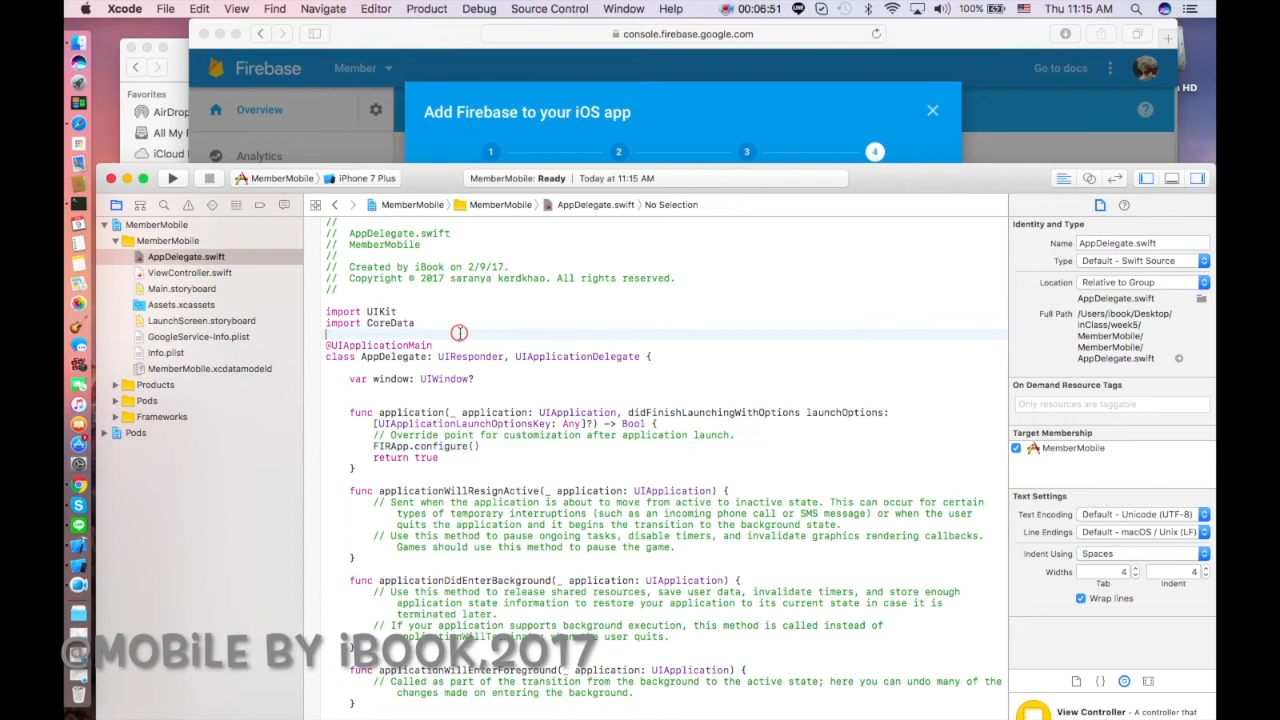 Xcode File Edit View Find Navigate Editor Product Debug Source Control Window Help 00:06:51 100% Thu 11:15 AM
console.firebase.google.com
Firebase Member Go to docs
HD
Favorites
AirDrop
All My F
iCloud
Overview
Analytics
Add Firebase to your iOS app
1 2 3 4
MemberMobile iPhone 7 Plus MemberMobile: Ready | Today at 11:15 AM
MemberMobile MemberMobile AppDelegate.swift No Selection
MemberMobile
MemberMobile
AppDelegate.swift
ViewController.swift
Main.storyboard
Assets.xcassets
LaunchScreen.storyboard
GoogleService-Info.plist
Info.plist
MemberMobile.xcdatamodeld
Products
Pods
Frameworks
Pods
//
// AppDelegate.swift
// MemberMobile
//
// Created by iBook on 2/9/17.
// Copyright © 2017 saranya kerdkhao. All rights reserved.
//
import UIKit
import CoreData
@UIApplicationMain
class AppDelegate: UIResponder, UIApplicationDelegate {
var window: UIWindow?
func application(_ application: UIApplication, didFinishLaunchingWithOptions launchOptions:
[UIApplicationLaunchOptionsKey: Any]?) -> Bool {
// Override point for customization after application launch.
FIRApp.configure()
return true
}
func applicationWillResignActive(_ application: UIApplication) {
// Sent when the application is about to move from active to inactive state. This can occur for certain
types of temporary interruptions (such as an incoming phone call or SMS message) or when the user
quits the application and it begins the transition to the background state.
// Use this method to pause ongoing tasks, disable timers, and invalidate graphics rendering callbacks.
Games should use this method to pause the game.
}
func applicationDidEnterBackground(_ application: UIApplication) {
// Use this method to release shared resources, save user data, invalidate timers, and store enough
application state information to restore your application to its current state in case it is
terminated later.
// If your application supports background execution, this method is called instead of
when the user quits.
}
func applicationWillEnterForeground(_ application: UIApplication) {
// Called as part of the transition from the background to the active state; here you can undo many of the
changes made on entering the background.
}
Identity and Type
Name AppDelegate.swift
Type Default - Swift Source
Location Relative to Group
AppDelegate.swift
Full Path /Users/ibook/Desktop/
inClass/week5/
MemberMobile/
MemberMobile/
AppDelegate.swift
On Demand Resource Tags
Only resources are taggable
Target Membership
MemberMobile
Text Settings
Text Encoding Default - Unicode (UTF-8)
Line Endings Default - macOS / Unix (LF)
Indent Using Spaces
Widths 4 4
Tab Indent
Wrap lines
View Controller - A controller that
@MOBiLE BY iBOOK,2017